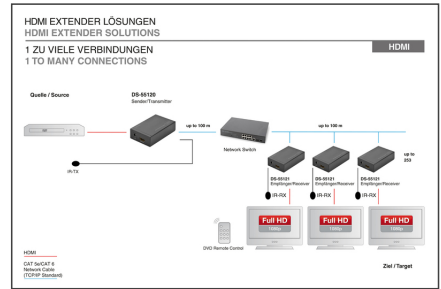 HDMI EXTENDER LÖSUNGEN
HDMI EXTENDER SOLUTIONS
1 ZU VIELE VERBINDUNGEN
1 TO MANY CONNECTIONS
HDMI
Quelle / Source
DS-55120
Sender/Transmitter
up to 100 m
up to 100 m
Network Switch
IR-TX
up to
253
DS-55121
Empfänger/Receiver
DS-55121
Empfänger/Receiver
DS-55121
Empfänger/Receiver
IR-RX
IR-RX
IR-RX
Full HD
1080p
Full HD
1080p
Full HD
1080p
DVD Remote Control
HDMI
CAT 5e/CAT 6
Network Cable
(TCP/IP Standard)
Ziel / Target